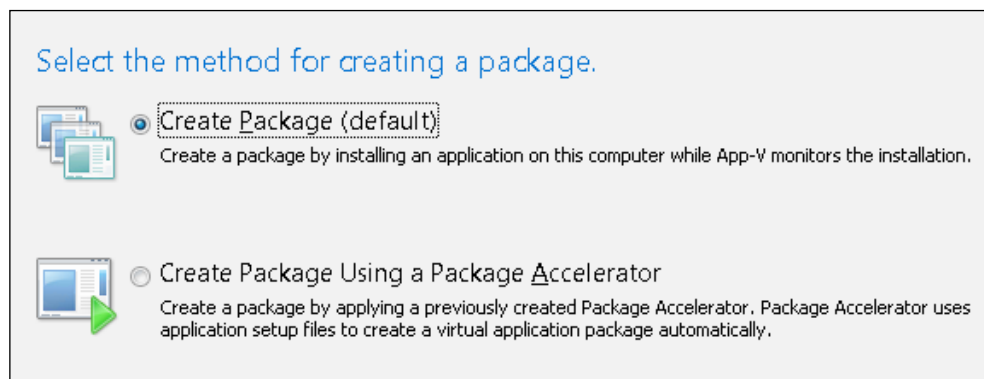 Select the method for creating a package.
Create Package (default)
Create a package by installing an application on this computer while App-V monitors the installation.
Create Package Using a Package Accelerator
Create a package by applying a previously created Package Accelerator. Package Accelerator uses
application setup files to create a virtual application package automatically.